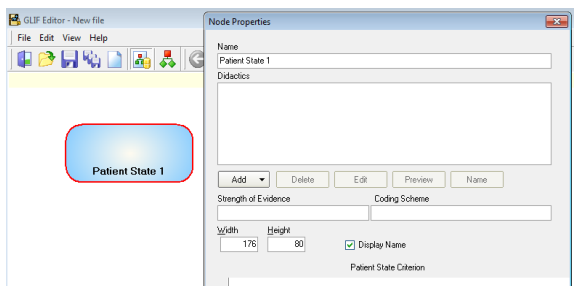 GLIF Editor - New file
File Edit View Help
Patient State 1
Node Properties
Name
Patient State 1
Didactics
Add Delete Edit Preview Name
Strength of Evidence Coding Scheme
Width Height
176 80 Display Name
Patient State Criterion